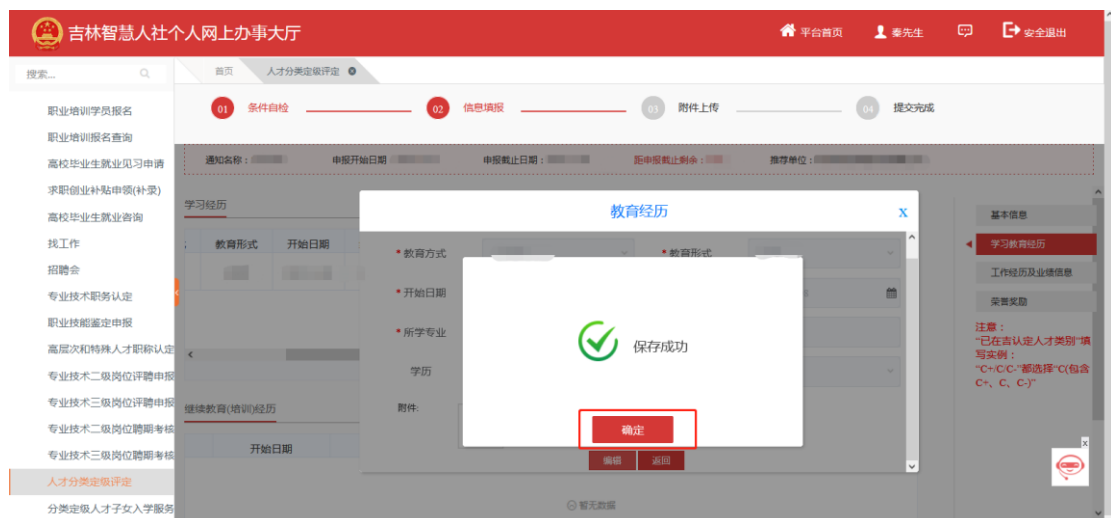 吉林智慧人社个人网上办事大厅
平台首页
秦先生
安全退出
搜索...
首页
人才分类定级评定
01 条件自检
02 信息填报
03 附件上传
04 提交完成
职业培训学员报名
职业培训报名查询
高校毕业生就业见习申请
求职创业补贴申领(补录)
高校毕业生就业咨询
找工作
招聘会
专业技术职务认定
职业技能鉴定申报
高层次和特殊人才职称认定
专业技术二级岗位评聘申报
专业技术三级岗位评聘申报
专业技术二级岗位聘期考核
专业技术三级岗位聘期考核
人才分类定级评定
分类定级人才子女入学服务
通知名称：
申报开始日期
申报截止日期：
距申报截止剩余：
推荐单位：
学习经历
教育形式
开始日期
继续教育(培训)经历
开始日期
暂无数据
教育经历
x
*教育方式
*教育形式
*开始日期
*所学专业
学历
附件:
保存成功
确定
编辑
返回
基本信息
学习教育经历
工作经历及业绩信息
荣誉奖励
注意：
“已在吉认定人才类别”填
写实例：
“C+/C/C-”都选择“C(包含
C+、C、C-)”
x